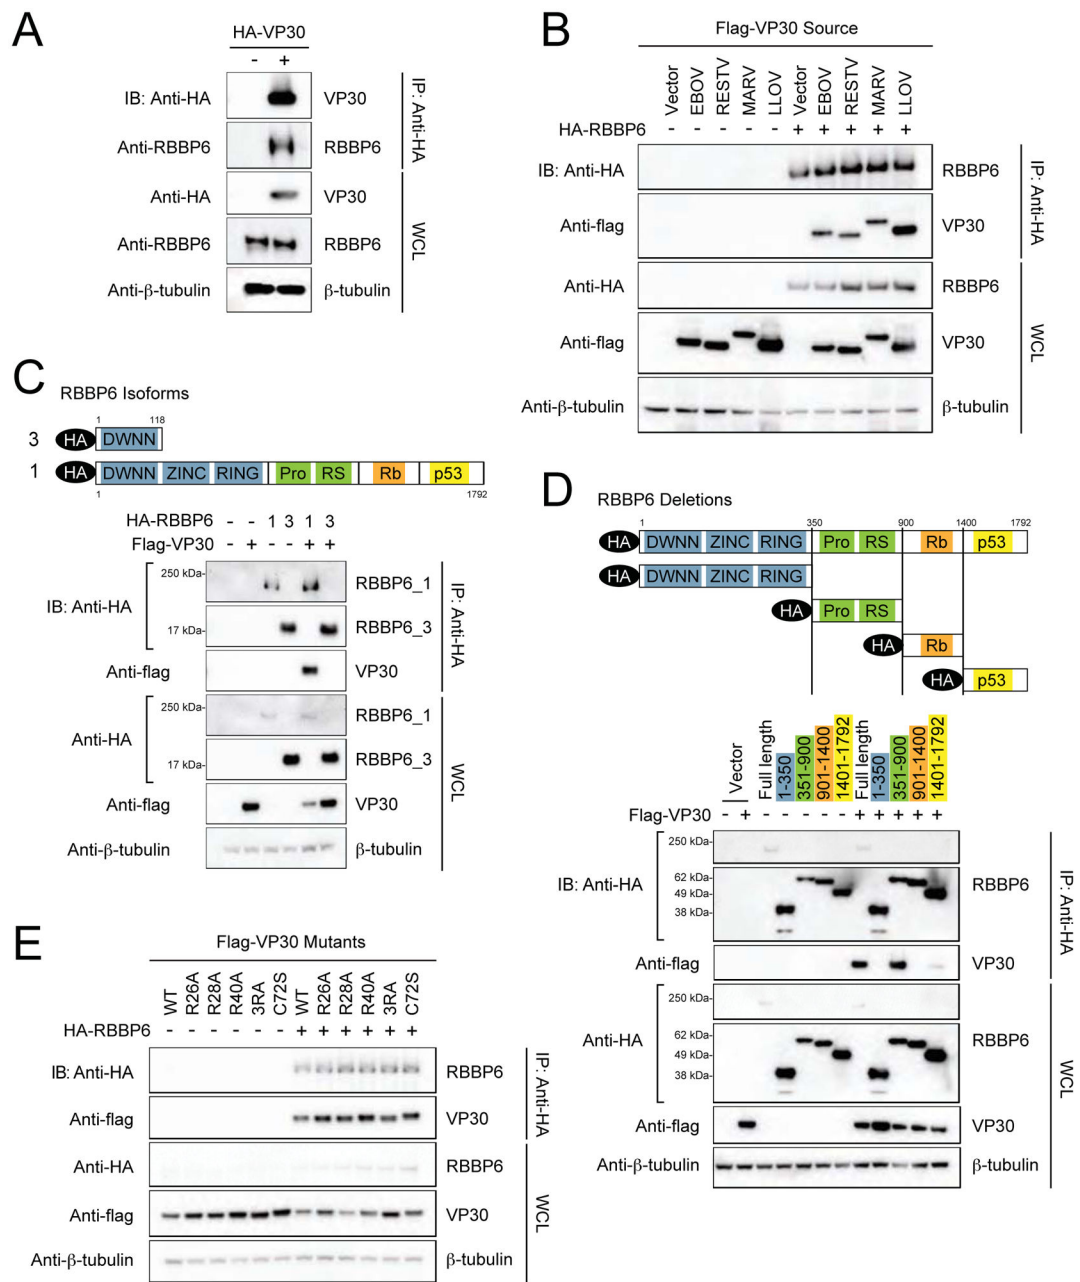 A
HA-VP30
- +
IB: Anti-HA VP30
Anti-RBBP6 RBBP6
IP: Anti-HA
Anti-HA VP30
Anti-RBBP6 RBBP6
Anti-β-tubulin β-tubulin
WCL
B
Flag-VP30 Source
Vector EBOV RESTV MARV LLOV Vector EBOV RESTV MARV LLOV
HA-RBBP6 - - - - - + + + + +
IB: Anti-HA RBBP6
Anti-flag VP30
IP: Anti-HA
Anti-HA RBBP6
Anti-flag VP30
Anti-β-tubulin β-tubulin
WCL
C
RBBP6 Isoforms
1 118
3 HA DWNN
1 HA DWNN ZINC RING Pro RS Rb p53
1 1792
HA-RBBP6 - - 1 3 1 3
Flag-VP30 - + - - + +
250 kDa- RBBP6_1
IB: Anti-HA
17 kDa- RBBP6_3
Anti-flag VP30
IP: Anti-HA
250 kDa- RBBP6_1
Anti-HA
17 kDa- RBBP6_3
Anti-flag VP30
Anti-β-tubulin β-tubulin
WCL
D
RBBP6 Deletions
1 350 900 1400 1792
HA DWNN ZINC RING Pro RS Rb p53
HA DWNN ZINC RING
HA Pro RS
HA Rb
HA p53
Vector Full length 1-350 351-900 901-1400 1401-1792 Full length 1-350 351-900 901-1400 1401-1792
Flag-VP30 - + - - - - - + + + + +
250 kDa-
IB: Anti-HA 62 kDa- RBBP6
49 kDa-
38 kDa-
Anti-flag VP30
IP: Anti-HA
250 kDa-
Anti-HA 62 kDa- RBBP6
49 kDa-
38 kDa-
Anti-flag VP30
Anti-β-tubulin β-tubulin
WCL
E
Flag-VP30 Mutants
WT R26A R28A R40A 3RA C72S WT R26A R28A R40A 3RA C72S
HA-RBBP6 - - - - - - + + + + + +
IB: Anti-HA RBBP6
Anti-flag VP30
IP: Anti-HA
Anti-HA RBBP6
Anti-flag VP30
Anti-β-tubulin β-tubulin
WCL